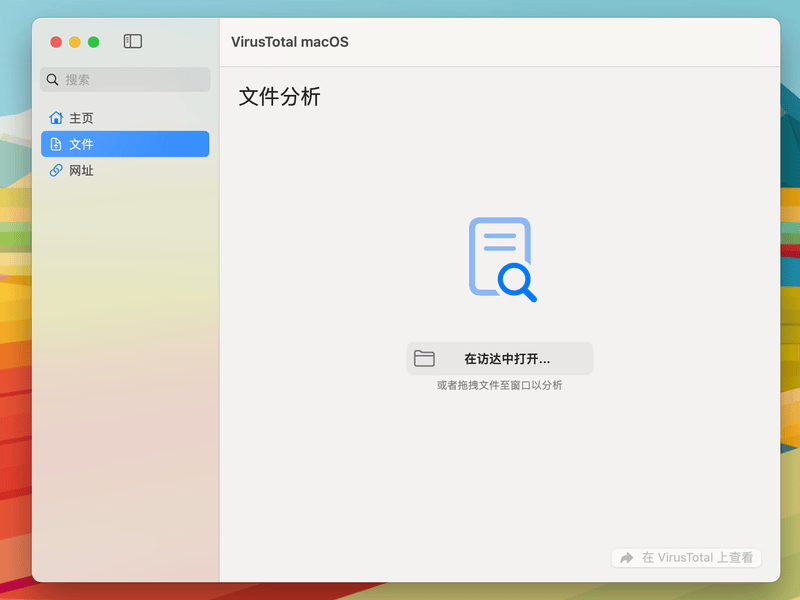 VirusTotal macOS
搜索
主页
文件
网址
文件分析
在访达中打开...
或者拖拽文件至窗口以分析
在 VirusTotal 上查看